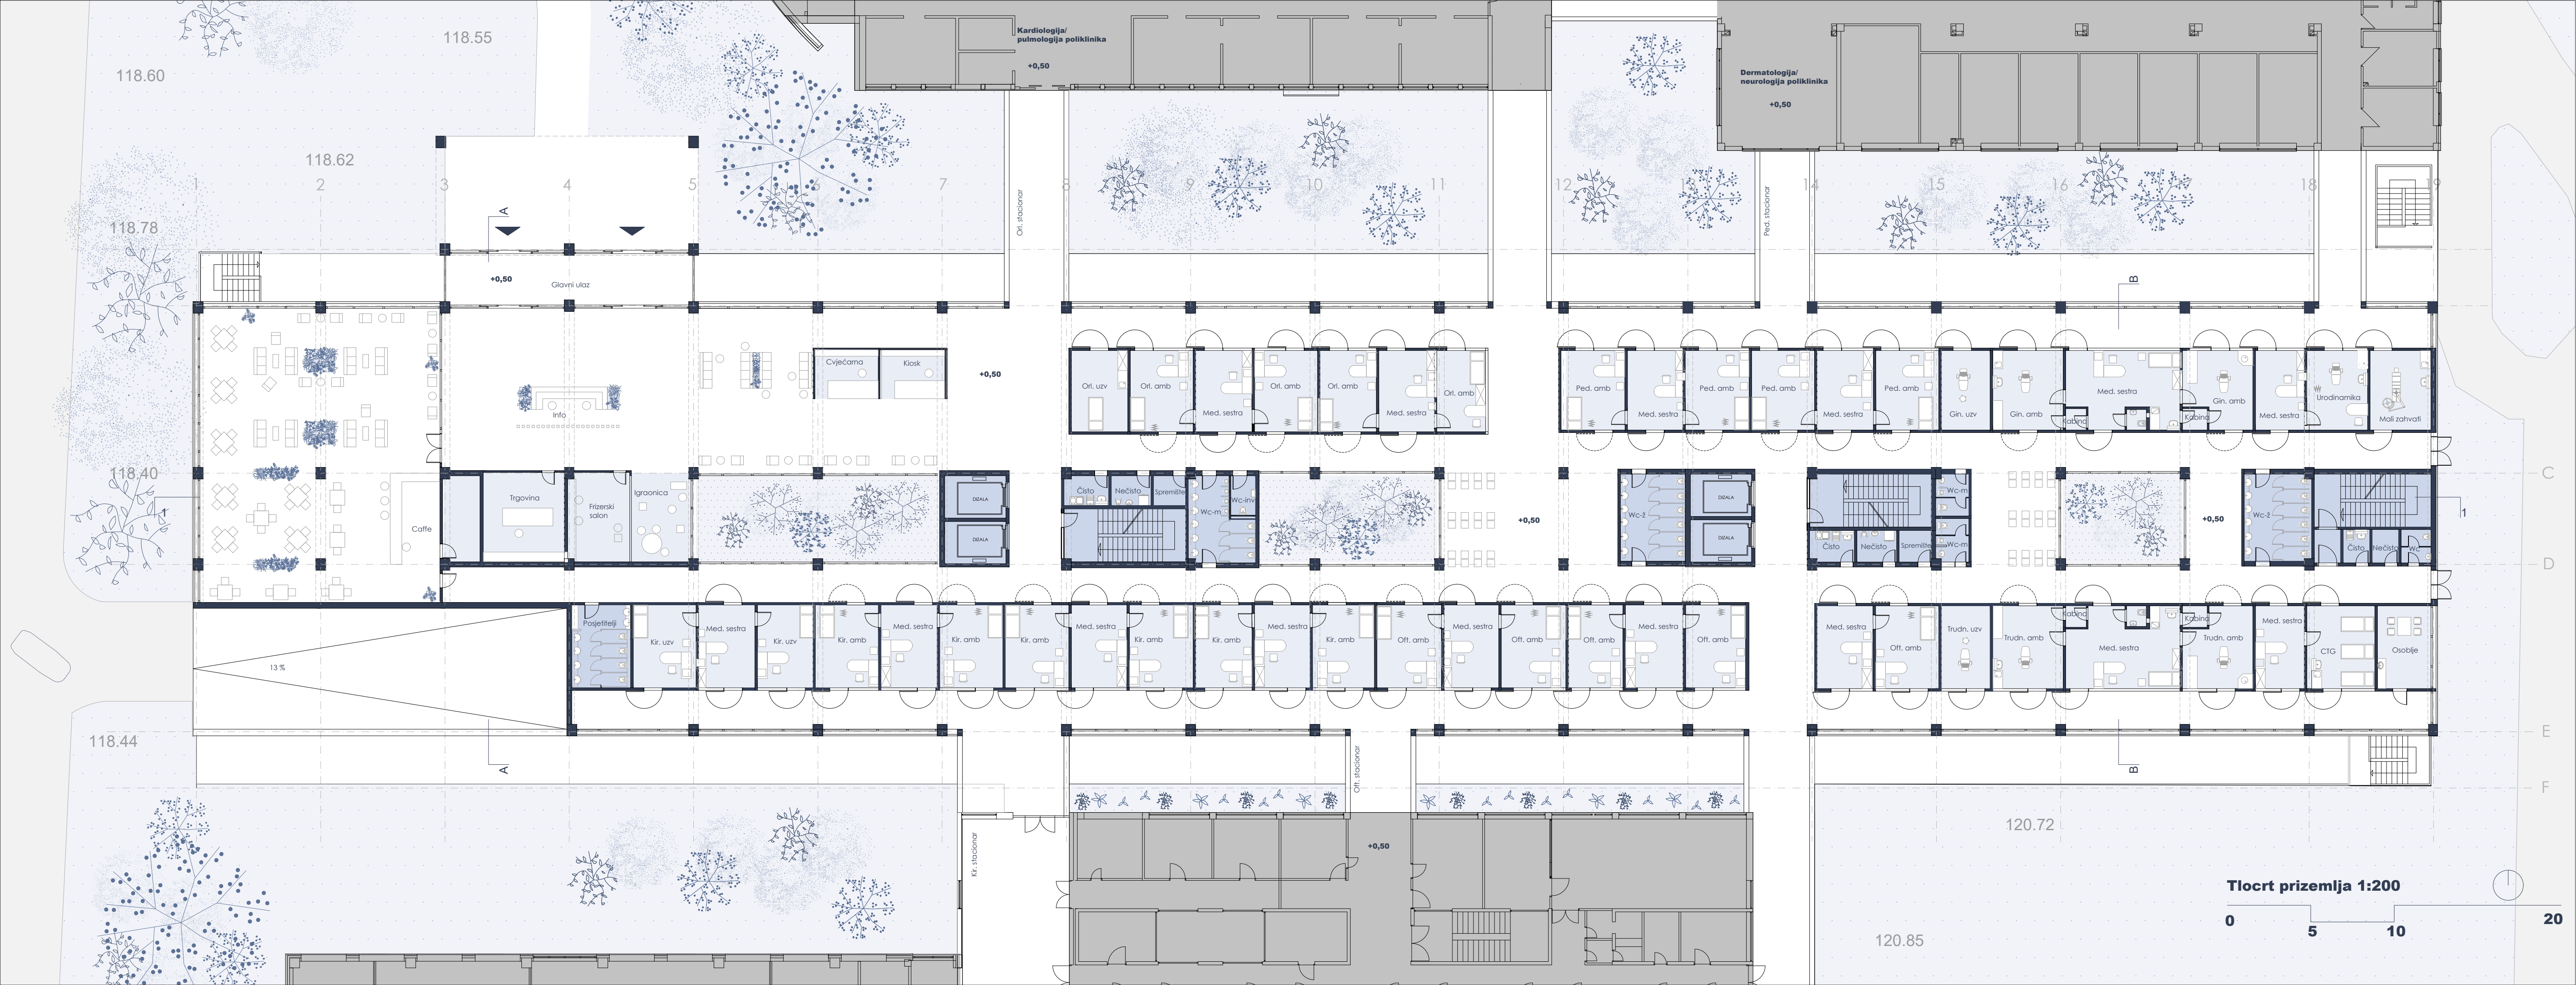 118.55
118.60
118.62
118.78
118.40
118.44
Kardiologija/
pulmologija poliklinika
+0,50
Dermatologija/
neurologija poliklinika
+0,50
1
2
3
4
5
6
7
8
9
10
11
12
13
14
15
16
18
19
Orl. stacionar
Ped. stacionar
A
B
+0,50
Glavni ulaz
Info
Cvjećarna
Kiosk
+0,50
Orl. uzv
Orl. amb
Med. sestra
Orl. amb
Orl. amb
Med. sestra
Orl. amb
Ped. amb
Med. sestra
Ped. amb
Ped. amb
Med. sestra
Ped. amb
Gin. uzv
Gin. amb
Med. sestra
Kabina
Kabina
Gin. amb
Med. sestra
Urodinamika
Mali zahvati
C
1
Caffe
Trgovina
Frizerski
salon
Igraonica
DIZALA
DIZALA
Čisto
Nečisto
Spremište
Wc-m
Wc-inv
+0,50
Wc-ž
DIZALA
DIZALA
Čisto
Nečisto
Spremište
Wc-m
Wc-m
+0,50
Wc-ž
Čisto
Nečisto
Wc
1
D
Posjetitelji
Kir. uzv
Med. sestra
Kir. uzv
Kir. amb
Med. sestra
Kir. amb
Kir. amb
Med. sestra
Kir. amb
Kir. amb
Med. sestra
Kir. amb
Oft. amb
Med. sestra
Oft. amb
Oft. amb
Med. sestra
Oft. amb
Med. sestra
Oft. amb
Trudn. uzv
Trudn. amb
Kabina
Med. sestra
Kabina
Trudn. amb
Med. sestra
CTG
Osoblje
13 %
E
A
B
Oft. stacionar
F
Kir. stacionar
+0,50
120.72
120.85
Tlocrt prizemlja 1:200
0
5
10
20